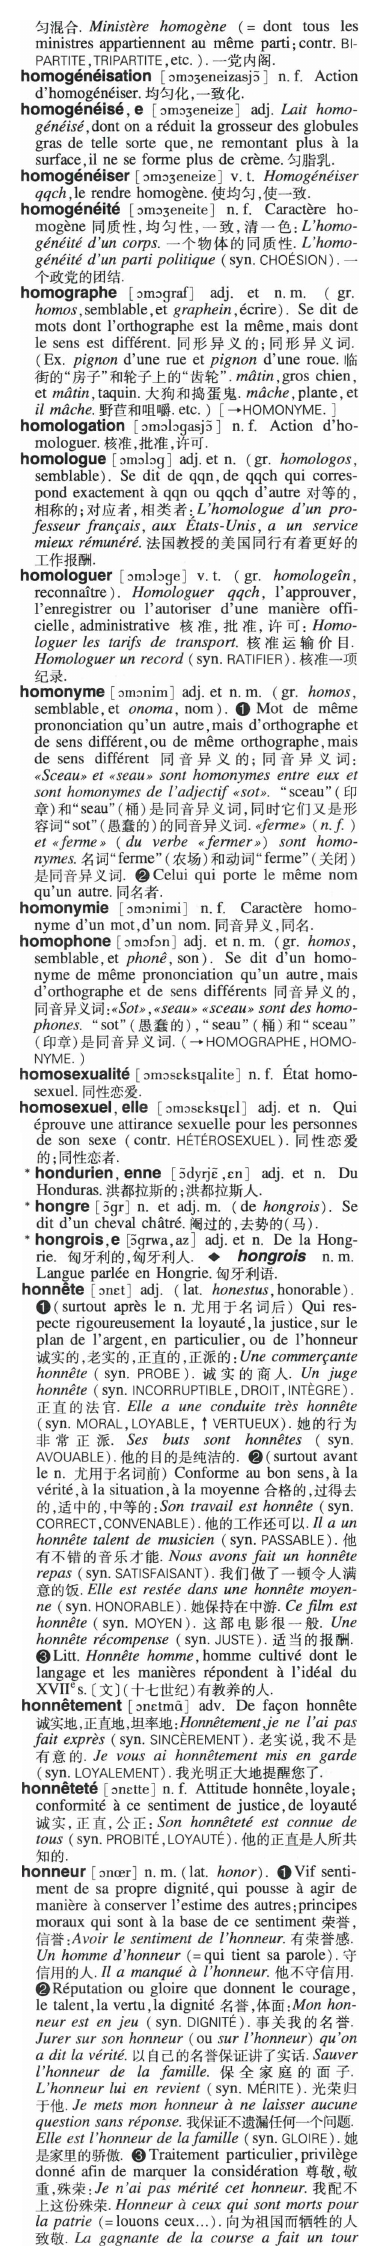 匀混合. Ministère homogène (= dont tous les
ministres appartiennent au même parti; contr. BI-
PARTITE, TRIPARTITE, etc. ). 一党内阁.
homogénéisation [ɔmɔʒeneizasjɔ̃] n. f. Action
d'homogénéiser. 均匀化,一致化.
homogénéisé, e [ɔmɔʒeneize] adj. Lait homo-
généisé, dont on a réduit la grosseur des globules
gras de telle sorte que, ne remontant plus à la
surface, il ne se forme plus de crème. 匀脂乳.
homogénéiser [ɔmɔʒeneize] v. t. Homogénéiser
qqch, le rendre homogène. 使均匀,使一致.
homogénéité [ɔmɔʒeneite] n. f. Caractère ho-
mogène 同质性,均匀性,一致,清一色: L'homo-
généité d'un corps. 一个物体的同质性. L'homo-
généité d'un parti politique (syn. CHOÉSION). 一
个政党的团结.
homographe [ɔmɔgraf] adj. et n. m. ( gr.
homos, semblable, et graphein, écrire). Se dit de
mots dont l'orthographe est la même, mais dont
le sens est différent. 同形异义的; 同形异义词.
(Ex. pignon d'une rue et pignon d'une roue. 临
街的“房子”和轮子上的“齿轮”. mâtin, gros chien,
et mâtin, taquin. 大狗和捣蛋鬼. mâche, plante, et
il mâche. 野苣和咀嚼. etc. ) [ →HOMONYME. ]
homologation [ɔmɔlɔgasjɔ̃] n. f. Action d'ho-
mologuer. 核准,批准,许可.
homologue [ɔmɔlɔg] adj. et n. (gr. homologos,
semblable). Se dit de qqn, de qqch qui corres-
pond exactement à qqn ou qqch d'autre 对等的,
相称的; 对应者, 相类者: L'homologue d'un pro-
fesseur français, aux États-Unis, a un service
mieux rémunéré. 法国教授的美国同行有着更好的
工作报酬.
homologuer [ɔmɔlɔge] v. t. ( gr. homologeîn,
reconnaître). Homologuer qqch, l'approuver,
l'enregistrer ou l'autoriser d'une manière offi-
cielle, administrative 核准, 批准, 许可: Homo-
loguer les tarifs de transport. 核准运输价目.
Homologuer un record (syn. RATIFIER). 核准一项
纪录.
homonyme [ɔmɔnim] adj. et n. m. (gr. homos,
semblable, et onoma, nom). ❶ Mot de même
prononciation qu'un autre, mais d'orthographe et
de sens différent, ou de même orthographe, mais
de sens différent 同音异义的; 同音异义词:
«Sceau» et «seau» sont homonymes entre eux et
sont homonymes de l'adjectif «sot». “sceau”(印
章)和“seau”(桶)是同音异义词,同时它们又是形
容词“sot”(愚蠢的)的同音异义词. «ferme» (n. f. )
et «ferme» ( du verbe «fermer») sont homo-
nymes. 名词“ferme”(农场)和动词“ferme”(关闭)
是同音异义词. ❷ Celui qui porte le même nom
qu'un autre. 同名者.
homonymie [ɔmɔnimi] n. f. Caractère homo-
nyme d'un mot, d'un nom. 同音异义,同名.
homophone [ɔmɔfɔn] adj. et n. m. (gr. homos,
semblable, et phonê, son). Se dit d'un homo-
nyme de même prononciation qu'un autre, mais
d'orthographe et de sens différents 同音异义的,
同音异义词: «Sot», «seau» «sceau» sont des homo-
phones. “sot”(愚蠢的), “seau”(桶)和“sceau”
(印章)是同音异义词. (→HOMOGRAPHE, HOMO-
NYME. )
homosexualité [ɔmɔsɛksɥalite] n. f. État homo-
sexuel. 同性恋爱.
homosexuel, elle [ɔmɔsɛksɥɛl] adj. et n. Qui
éprouve une attirance sexuelle pour les personnes
de son sexe (contr. HÉTÉROSEXUEL). 同性恋爱
的; 同性恋者.
* hondurien, enne [ɔ̃dyrjɛ̃, ɛn] adj. et n. Du
Honduras. 洪都拉斯的; 洪都拉斯人.
* hongre [ɔ̃gr] n. et adj. m. ( de hongrois). Se
dit d'un cheval châtré. 阉过的,去势的(马).
* hongrois, e [ɔ̃grwa, az] adj. et n. De la Hong-
rie. 匈牙利的,匈牙利人. ◆ hongrois n. m.
Langue parlée en Hongrie. 匈牙利语.
honnête [ɔnɛt] adj. (lat. honestus, honorable).
❶ (surtout après le n. 尤用于名词后) Qui res-
pecte rigoureusement la loyauté, la justice, sur le
plan de l'argent, en particulier, ou de l'honneur
诚实的,老实的,正直的,正派的: Une commerçante
honnête (syn. PROBE). 诚实的商人. Un juge
honnête (syn. INCORRUPTIBLE, DROIT, INTÈGRE).
正直的法官. Elle a une conduite très honnête
(syn. MORAL, LOYABLE, ↑ VERTUEUX). 她的行为
非常正派. Ses buts sont honnêtes ( syn.
AVOUABLE). 他的目的是纯洁的. ❷ (surtout avant
le n. 尤用于名词前) Conforme au bon sens, à la
vérité, à la situation, à la moyenne 合格的,过得去
的,适中的,中等的: Son travail est honnête (syn.
CORRECT, CONVENABLE). 他的工作还可以. Il a un
honnête talent de musicien (syn. PASSABLE). 他
有不错的音乐才能. Nous avons fait un honnête
repas (syn. SATISFAISANT). 我们做了一顿令人满
意的饭. Elle est restée dans une honnête moyen-
ne (syn. HONORABLE). 她保持在中游. Ce film est
honnête (syn. MOYEN). 这部电影很一般. Une
honnête récompense (syn. JUSTE). 适当的报酬.
❸ Litt. Honnête homme, homme cultivé dont le
langage et les manières répondent à l'idéal du
XVIIᵉ s. [文](十七世纪)有教养的人.
honnêtement [ɔnɛtmɑ̃] adv. De façon honnête
诚实地,正直地,坦率地: Honnêtement, je ne l'ai pas
fait exprès (syn. SINCÈREMENT). 老实说,我不是
有意的. Je vous ai honnêtement mis en garde
(syn. LOYALEMENT). 我光明正大地提醒您了.
honnêteté [ɔnɛtte] n. f. Attitude honnête, loyale;
conformité à ce sentiment de justice, de loyauté
诚实, 正直, 公正: Son honnêteté est connue de
tous (syn. PROBITÉ, LOYAUTÉ). 他的正直是人所共
知的.
honneur [ɔnœr] n. m. (lat. honor). ❶ Vif senti-
ment de sa propre dignité, qui pousse à agir de
manière à conserver l'estime des autres; principes
moraux qui sont à la base de ce sentiment 荣誉,
信誉: Avoir le sentiment de l'honneur. 有荣誉感.
Un homme d'honneur (= qui tient sa parole). 守
信用的人. Il a manqué à l'honneur. 他不守信用.
❷ Réputation ou gloire que donnent le courage,
le talent, la vertu, la dignité 名誉,体面: Mon hon-
neur est en jeu (syn. DIGNITÉ). 事关我的名誉.
Jurer sur son honneur (ou sur l'honneur) qu'on
a dit la vérité. 以自己的名誉保证讲了实话. Sauver
l'honneur de la famille. 保全家庭的面子.
L'honneur lui en revient (syn. MÉRITE). 光荣归
于他. Je mets mon honneur à ne laisser aucune
question sans réponse. 我保证不遗漏任何一个问题.
Elle est l'honneur de la famille (syn. GLOIRE). 她
是家里的骄傲. ❸ Traitement particulier, privilège
donné afin de marquer la considération 尊敬,敬
重,殊荣: Je n'ai pas mérité cet honneur. 我配不
上这份殊荣. Honneur à ceux qui sont morts pour
la patrie (= louons ceux...). 向为祖国而牺牲的人
致敬. La gagnante de la course a fait un tour